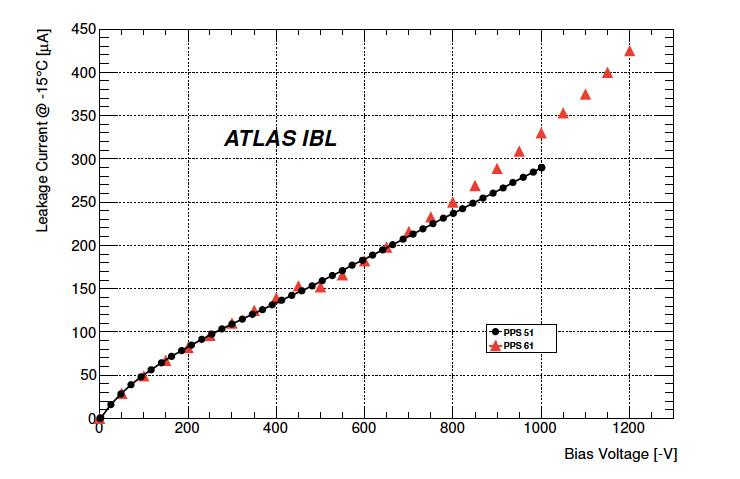 450
400
350
300
250
200
150
100
50
0
Leakage Current @ -15°C [µA]
ATLAS IBL
PPS 51
PPS 61
0 200 400 600 800 1000 1200
Bias Voltage [-V]